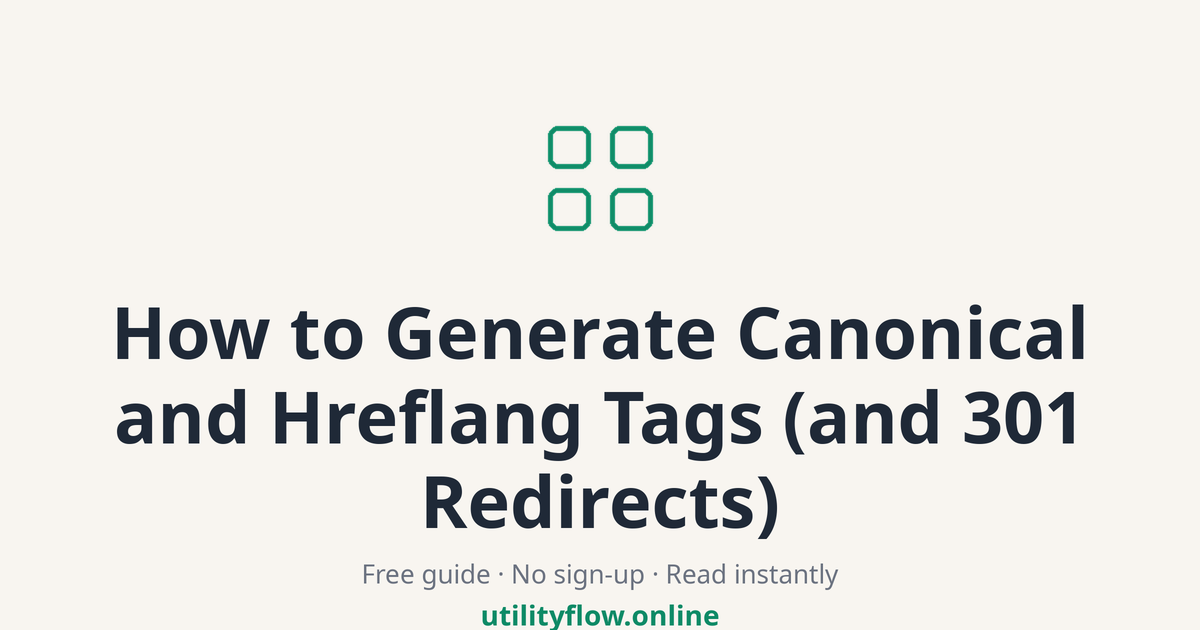 How to Generate Canonical
and Hreflang Tags (and 301
Redirects)
Free guide · No sign-up · Read instantly
utilityflow.online